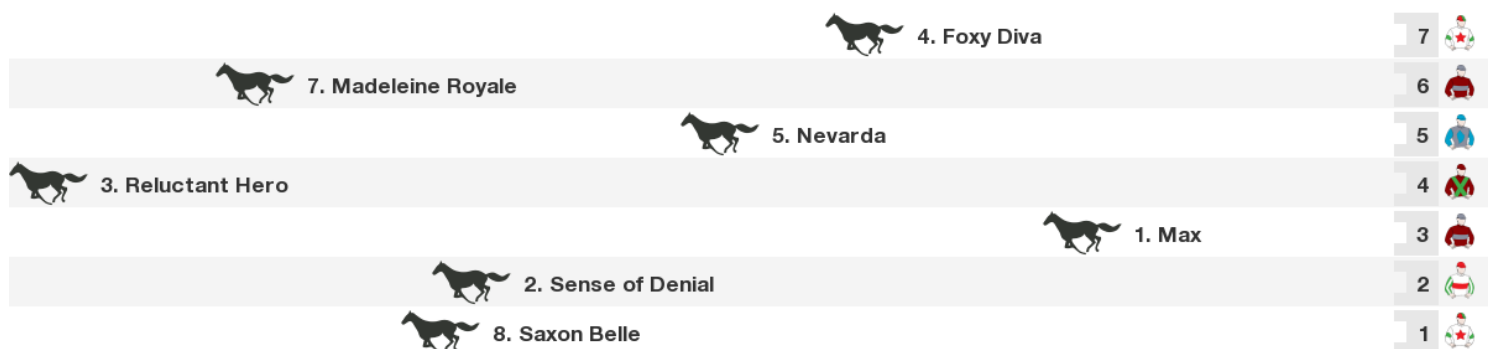 4. Foxy Diva 7
7. Madeleine Royale 6
5. Nevarda 5
3. Reluctant Hero 4
1. Max 3
2. Sense of Denial 2
8. Saxon Belle 1